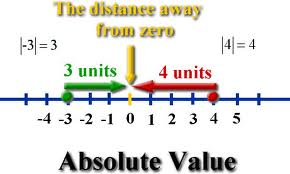 The distance away
from zero
|-3| = 3
|4| = 4
3 units
4 units
-4 -3 -2 -1 0 1 2 3 4 5
Absolute Value